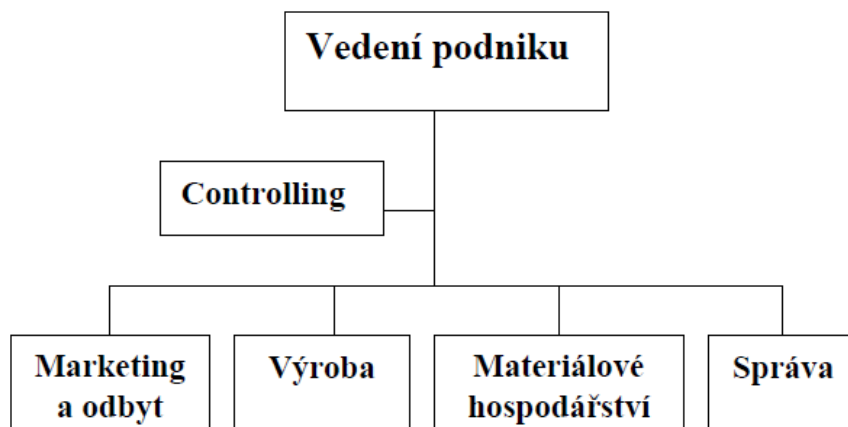 Vedení podniku
Controlling
Marketing
a odbyt
Výroba
Materiálové
hospodářství
Správa